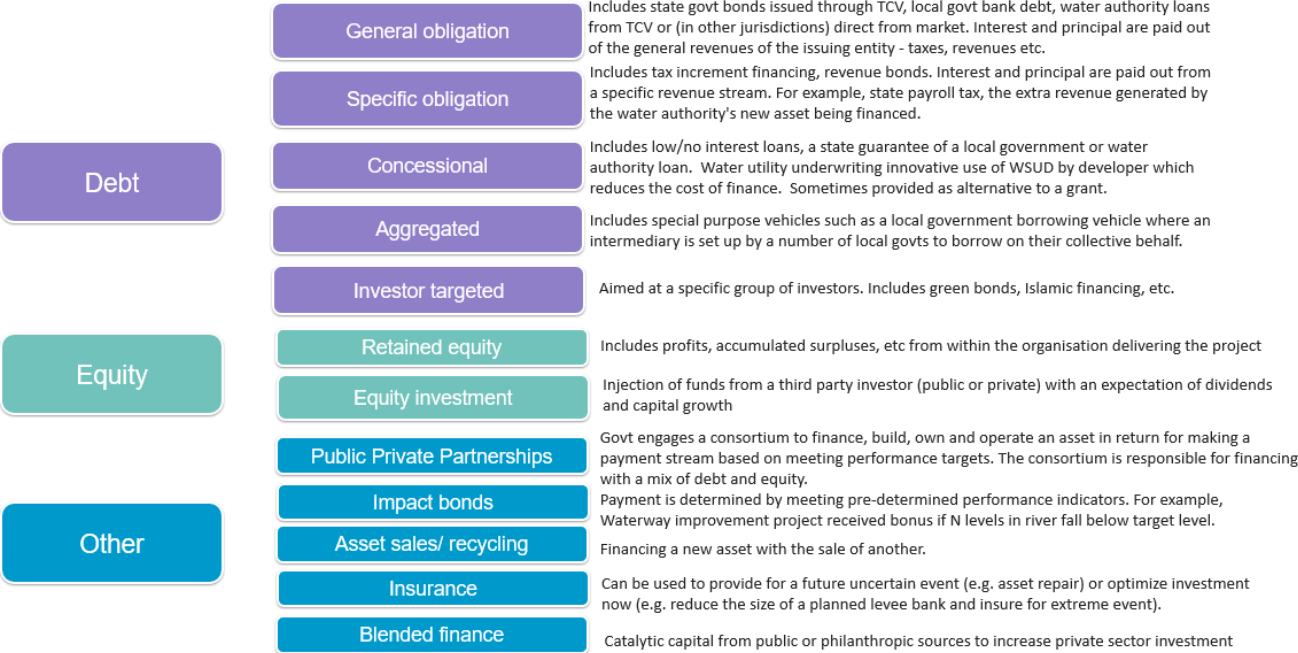 General obligation
Includes state govt bonds issued through TCV, local govt bank debt, water authority loans
from TCV or (in other jurisdictions) direct from market. Interest and principal are paid out
of the general revenues of the issuing entity - taxes, revenues etc.
Specific obligation
Includes tax increment financing, revenue bonds. Interest and principal are paid out from
a specific revenue stream. For example, state payroll tax, the extra revenue generated by
the water authority's new asset being financed.
Debt
Concessional
Includes low/no interest loans, a state guarantee of a local government or water
authority loan.  Water utility underwriting innovative use of WSUD by developer which
reduces the cost of finance.  Sometimes provided as alternative to a grant.
Aggregated
Includes special purpose vehicles such as a local government borrowing vehicle where an
intermediary is set up by a number of local govts to borrow on their collective behalf.
Investor targeted
Aimed at a specific group of investors. Includes green bonds, Islamic financing, etc.
Equity
Retained equity
Includes profits, accumulated surpluses, etc from within the organisation delivering the project
Equity investment
Injection of funds from a third party investor (public or private) with an expectation of dividends
and capital growth
Other
Public Private Partnerships
Govt engages a consortium to finance, build, own and operate an asset in return for making a
payment stream based on meeting performance targets. The consortium is responsible for financing
with a mix of debt and equity.
Impact bonds
Payment is determined by meeting pre-determined performance indicators. For example,
Waterway improvement project received bonus if N levels in river fall below target level.
Asset sales/ recycling
Financing a new asset with the sale of another.
Insurance
Can be used to provide for a future uncertain event (e.g. asset repair) or optimize investment
now (e.g. reduce the size of a planned levee bank and insure for extreme event).
Blended finance
Catalytic capital from public or philanthropic sources to increase private sector investment